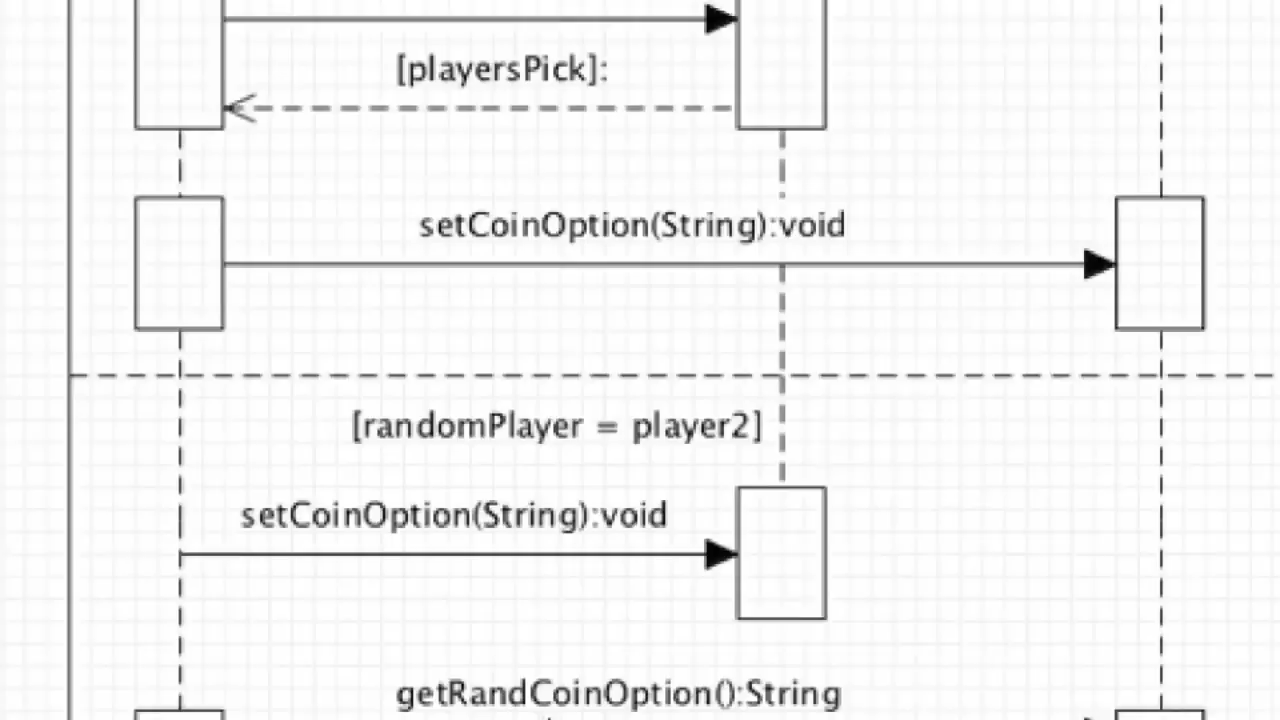 [playersPick]:
setCoinOption(String):void
[randomPlayer = player2]
setCoinOption(String):void
getRandCoinOption():String